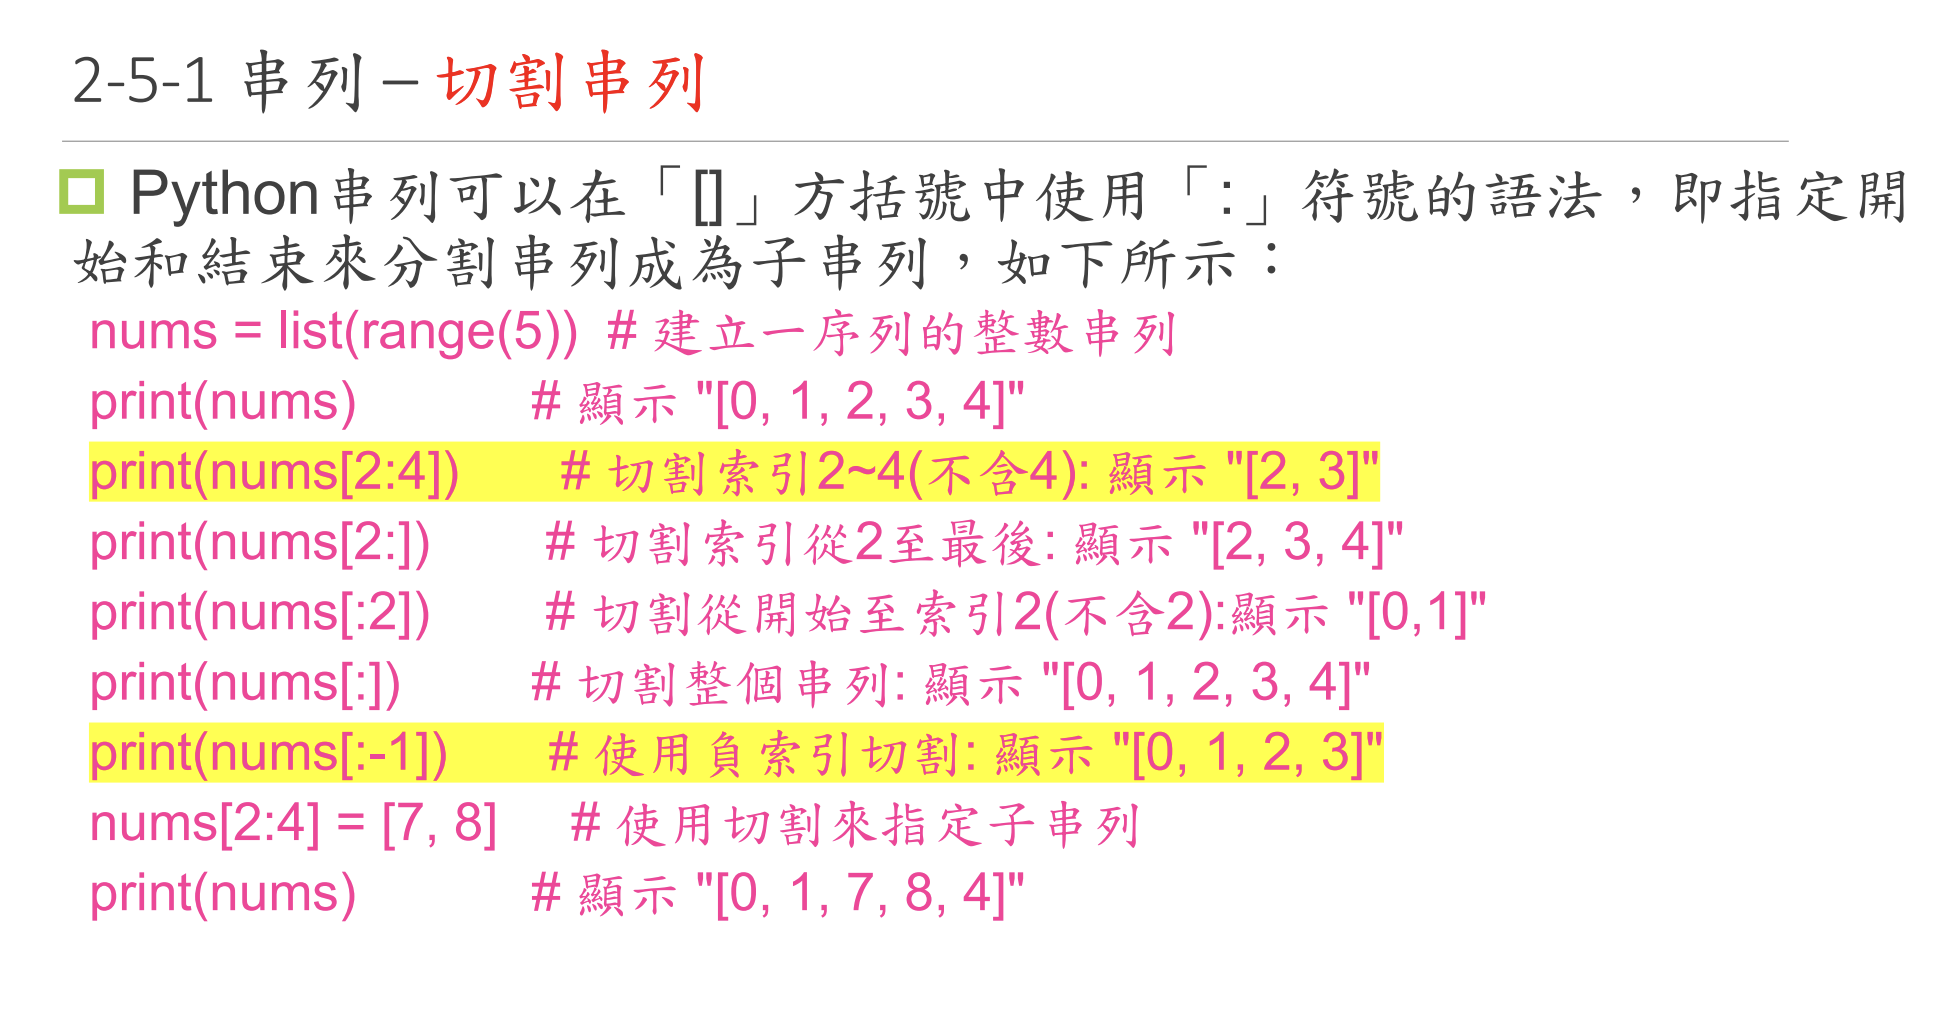 2-5-1 串列 – 切割串列
Python串列可以在「[]」方括號中使用「:」符號的語法，即指定開
始和結束來分割串列成為子串列，如下所示：
nums = list(range(5)) # 建立一序列的整數串列
print(nums) # 顯示 "[0, 1, 2, 3, 4]"
print(nums[2:4]) # 切割索引2~4(不含4): 顯示 "[2, 3]"
print(nums[2:]) # 切割索引從2至最後: 顯示 "[2, 3, 4]"
print(nums[:2]) # 切割從開始至索引2(不含2):顯示 "[0,1]"
print(nums[:]) # 切割整個串列: 顯示 "[0, 1, 2, 3, 4]"
print(nums[:-1]) # 使用負索引切割: 顯示 "[0, 1, 2, 3]"
nums[2:4] = [7, 8] # 使用切割來指定子串列
print(nums) # 顯示 "[0, 1, 7, 8, 4]"